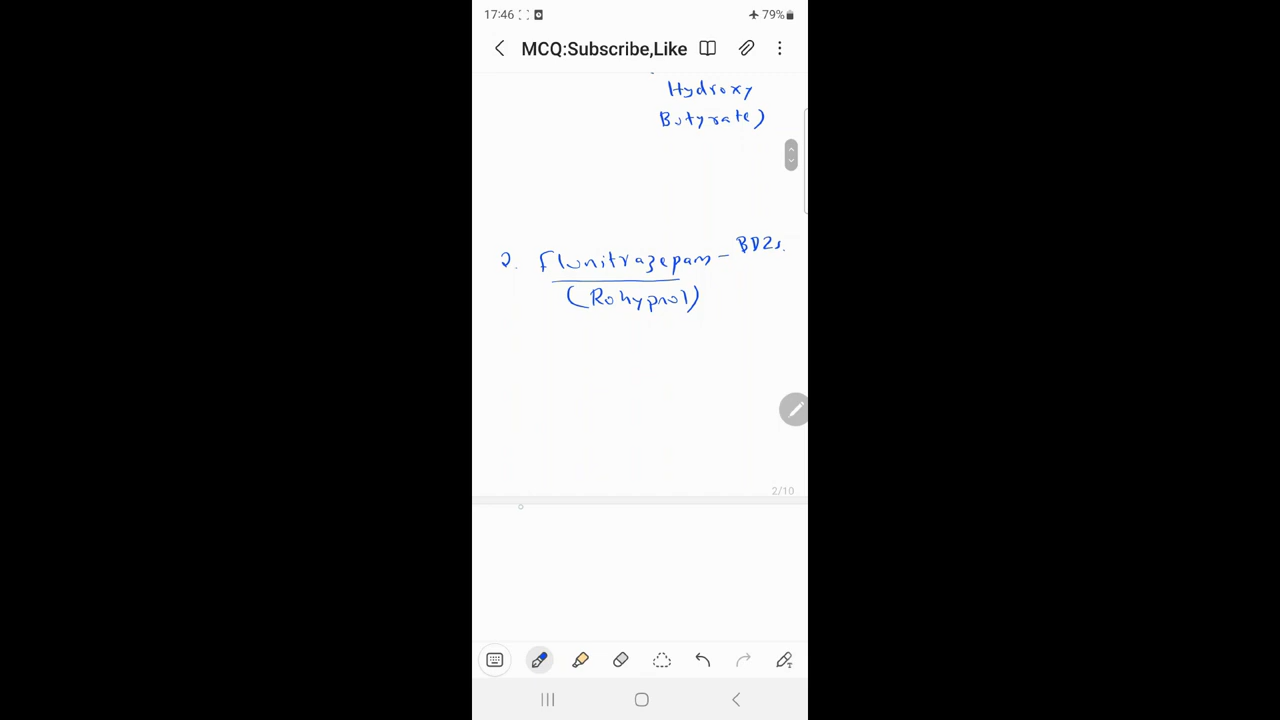 17:46 79%
MCQ:Subscribe,Like
Hydroxy
Butyrate)
2. Flunitrazepam - BDZs.
(Rohypnol)
2/10